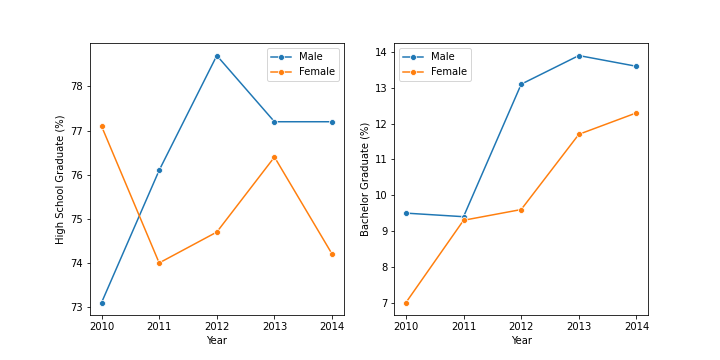 High School Graduate (%)
78
77
76
75
74
73
2010 2011 2012 2013 2014
Year
Male
Female
Bachelor Graduate (%)
14
13
12
11
10
9
8
7
2010 2011 2012 2013 2014
Year
Male
Female